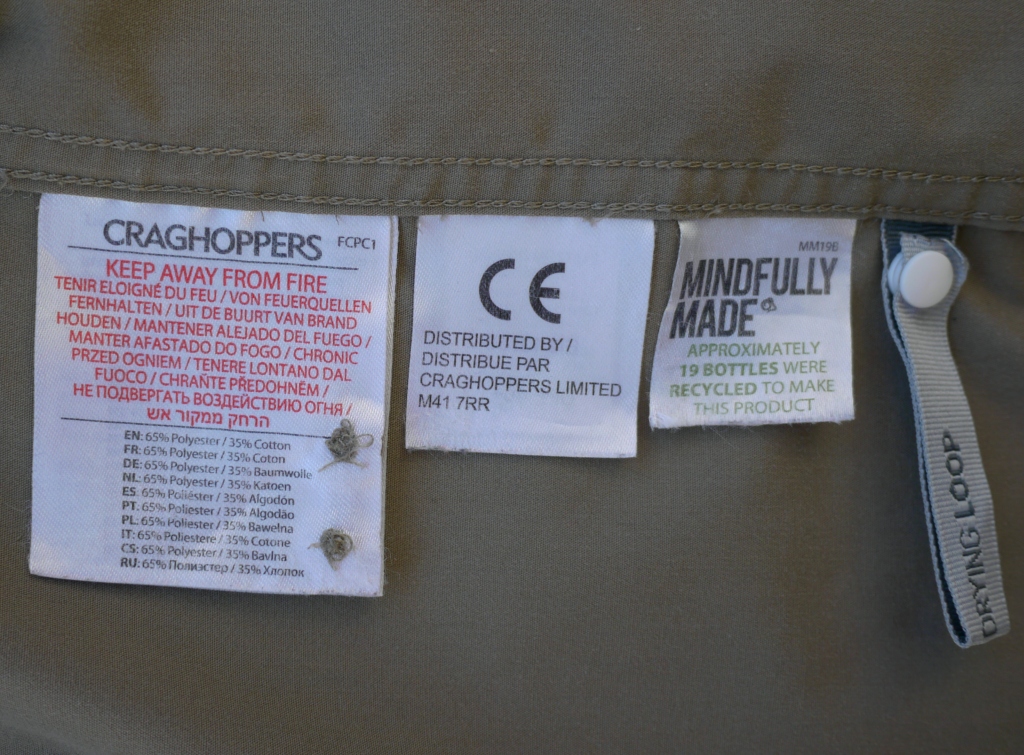 CRAGHOPPERS FCPC1
KEEP AWAY FROM FIRE
TENIR ELOIGNÉ DU FEU / VON FEUERQUELLEN
FERNHALTEN / UIT DE BUURT VAN BRAND
HOUDEN / MANTENER ALEJADO DEL FUEGO /
MANTER AFASTADO DO FOGO / CHRONIC
PRZED OGNIEM / TENERE LONTANO DAL
FUOCO / CHRAŇTE PŘEDOHNĚM /
НЕ ПОДВЕРГАТЬ ВОЗДЕЙСТВИЮ ОГНЯ /
הרחק ממקור אש
EN: 65% Polyester / 35% Cotton
FR: 65% Polyester / 35% Coton
DE: 65% Polyester / 35% Baumwolle
NL: 65% Polyester / 35% Katoen
ES: 65% Poliéster / 35% Algodón
PT: 65% Poliester / 35% Algodão
PL: 65% Poliester / 35% Bawełna
IT: 65% Poliestere / 35% Cotone
CS: 65% Polyester / 35% Bavlna
RU: 65% Полиэстер / 35% Хлопок
CE
DISTRIBUTED BY /
DISTRIBUE PAR
CRAGHOPPERS LIMITED
M41 7RR
MM19B
MINDFULLY
MADE
APPROXIMATELY
19 BOTTLES WERE
RECYCLED TO MAKE
THIS PRODUCT
DRYING LOOP